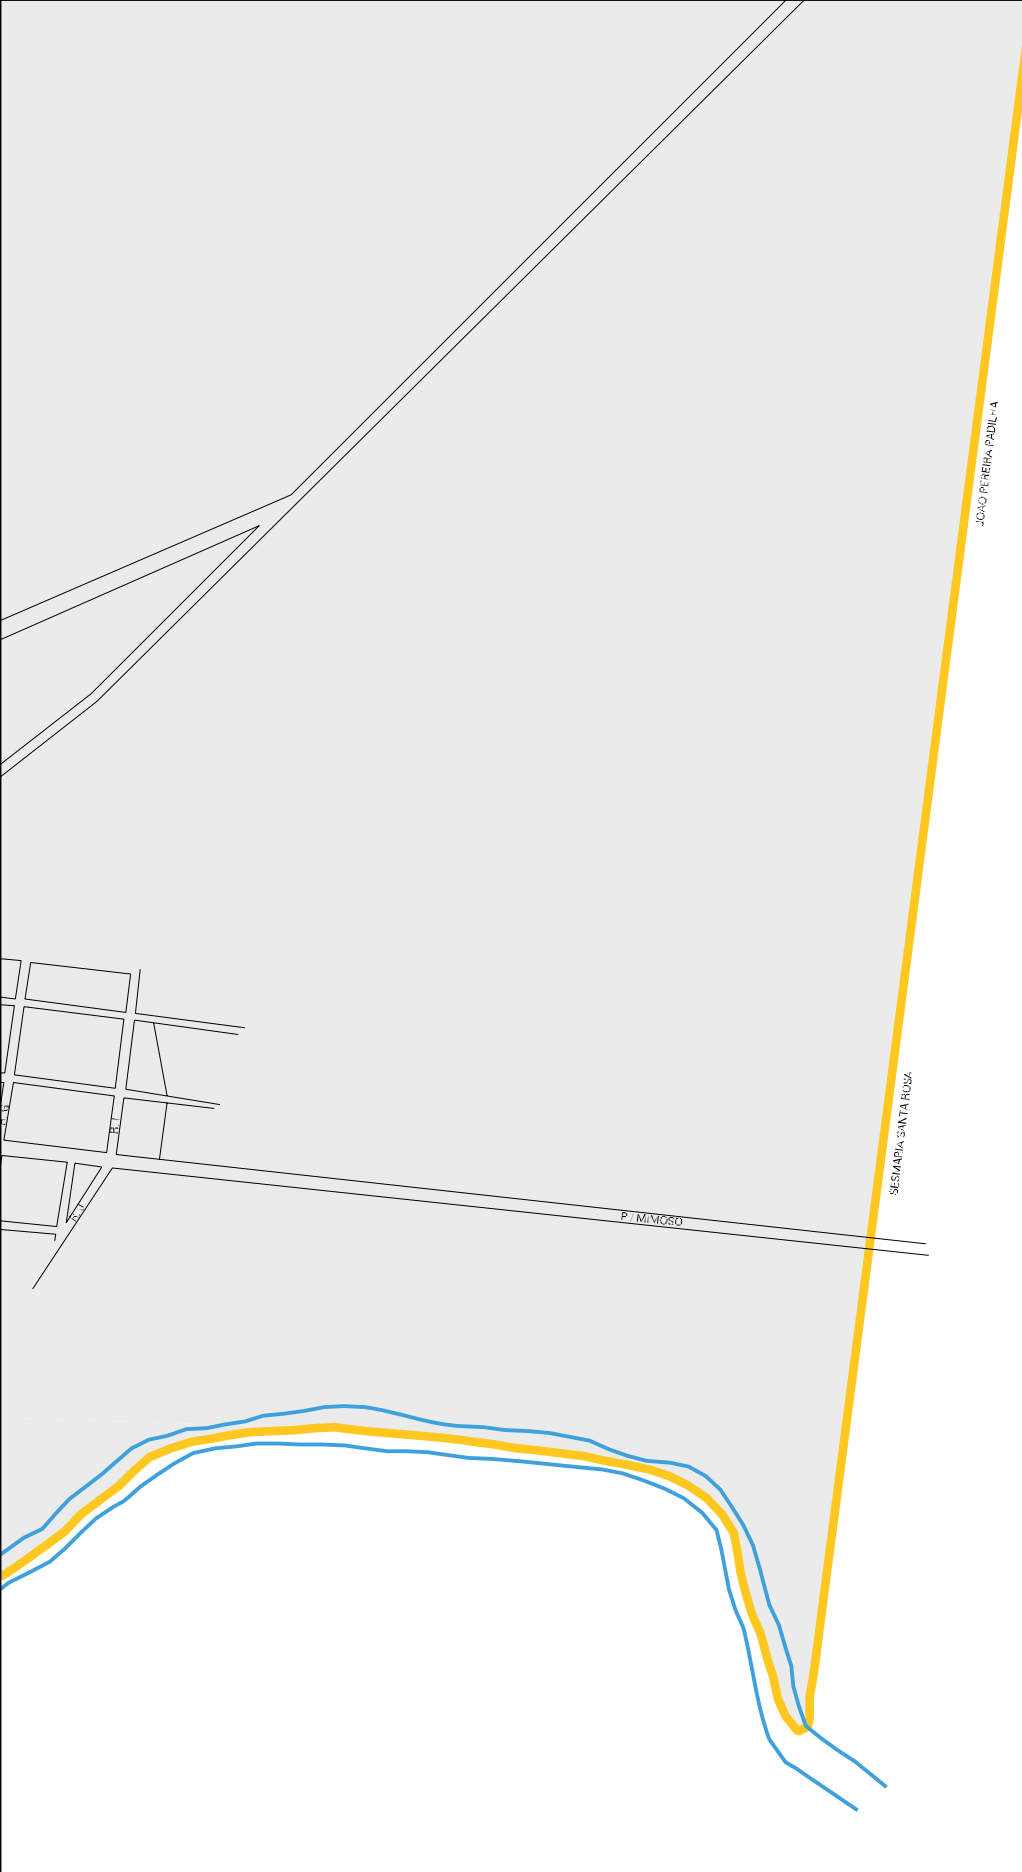 JOAO PEREIRA PADILHA
SESMARIA SANTA ROSA
R. G
R. I
R. J
P / MIMOSO